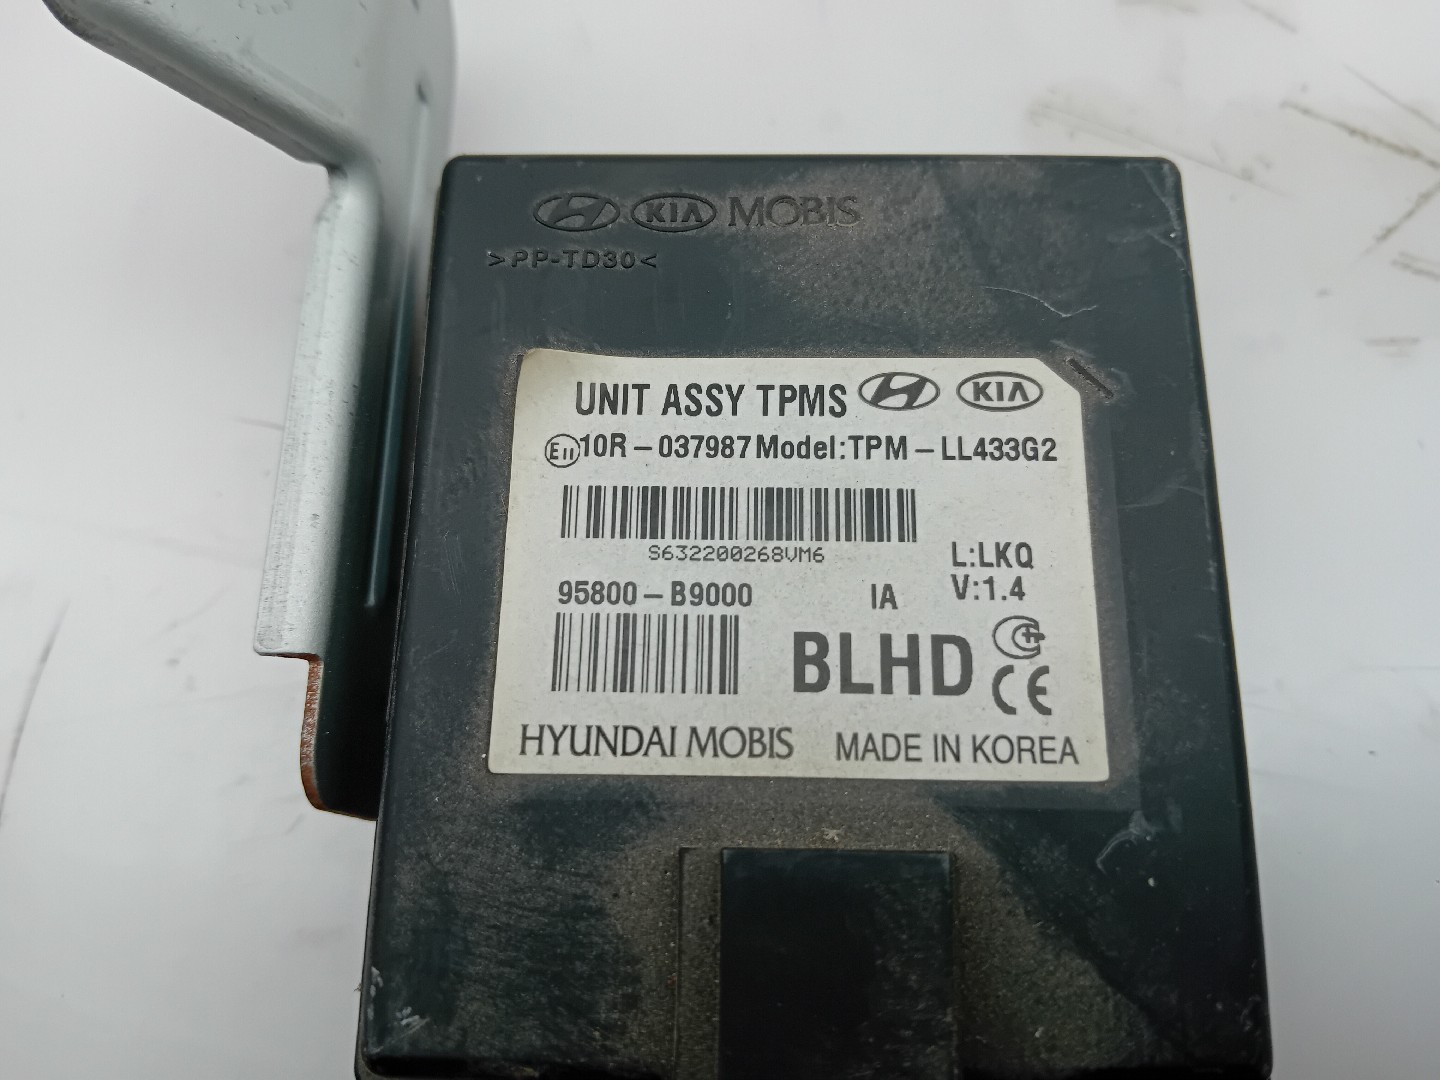 KIA MOBIS
>PP-TD30<
UNIT ASSY TPMS KIA
E11 10R-037987 Model:TPM-LL433G2
S632200268VM6
L:LKQ
95800-B9000 IA V:1.4
BLHD CE
HYUNDAI MOBIS MADE IN KOREA